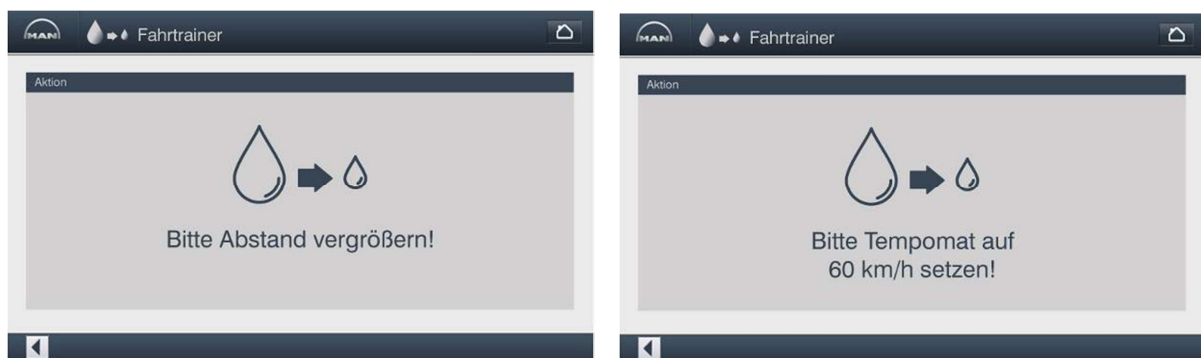 MAN
Fahrtrainer
Aktion
Bitte Abstand vergrößern!
MAN
Fahrtrainer
Aktion
Bitte Tempomat auf
60 km/h setzen!